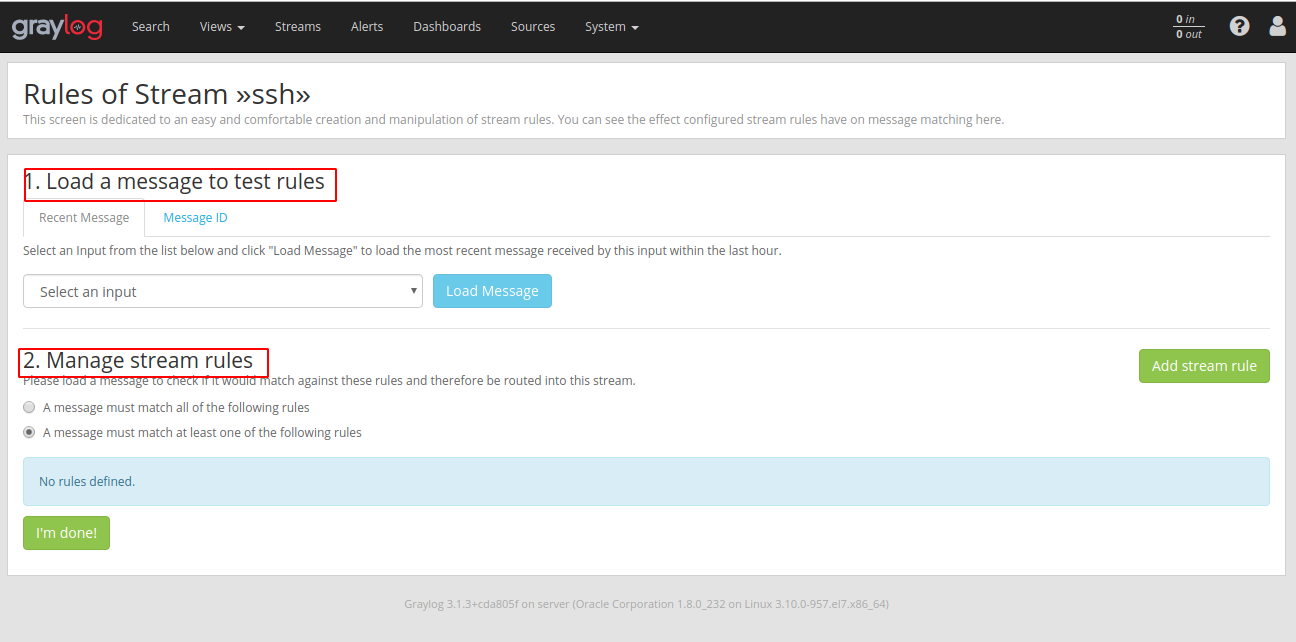 graylog Search Views Streams Alerts Dashboards Sources System 0 in
0 out
Rules of Stream »ssh»
This screen is dedicated to an easy and comfortable creation and manipulation of stream rules. You can see the effect configured stream rules have on message matching here.
1. Load a message to test rules
Recent Message Message ID
Select an Input from the list below and click "Load Message" to load the most recent message received by this input within the last hour.
Select an input Load Message
2. Manage stream rules
Add stream rule
Please load a message to check if it would match against these rules and therefore be routed into this stream.
A message must match all of the following rules
A message must match at least one of the following rules
No rules defined.
I'm done!
Graylog 3.1.3+cda805f on server (Oracle Corporation 1.8.0_232 on Linux 3.10.0-957.el7.x86_64)